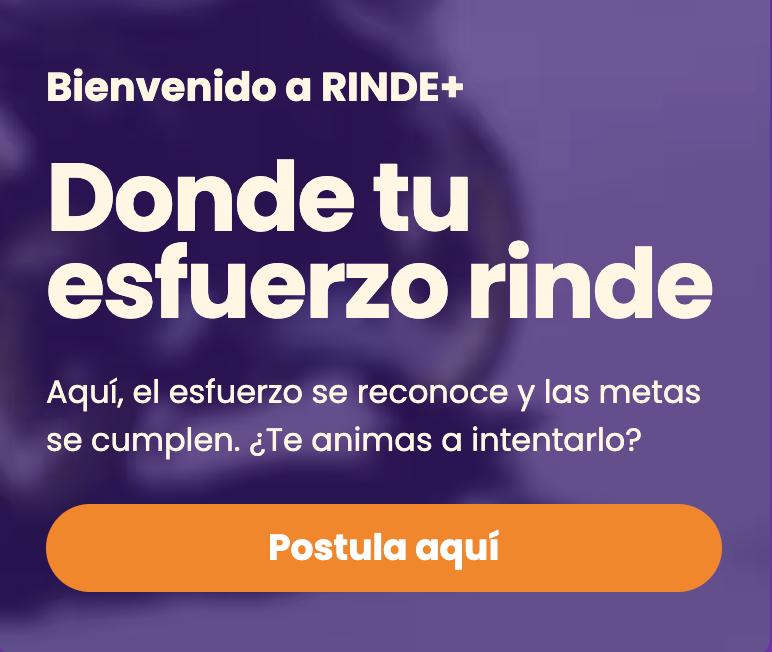 Bienvenido a RINDE+
Donde tu
esfuerzo rinde
Aquí, el esfuerzo se reconoce y las metas
se cumplen. ¿Te animas a intentarlo?
Postula aquí